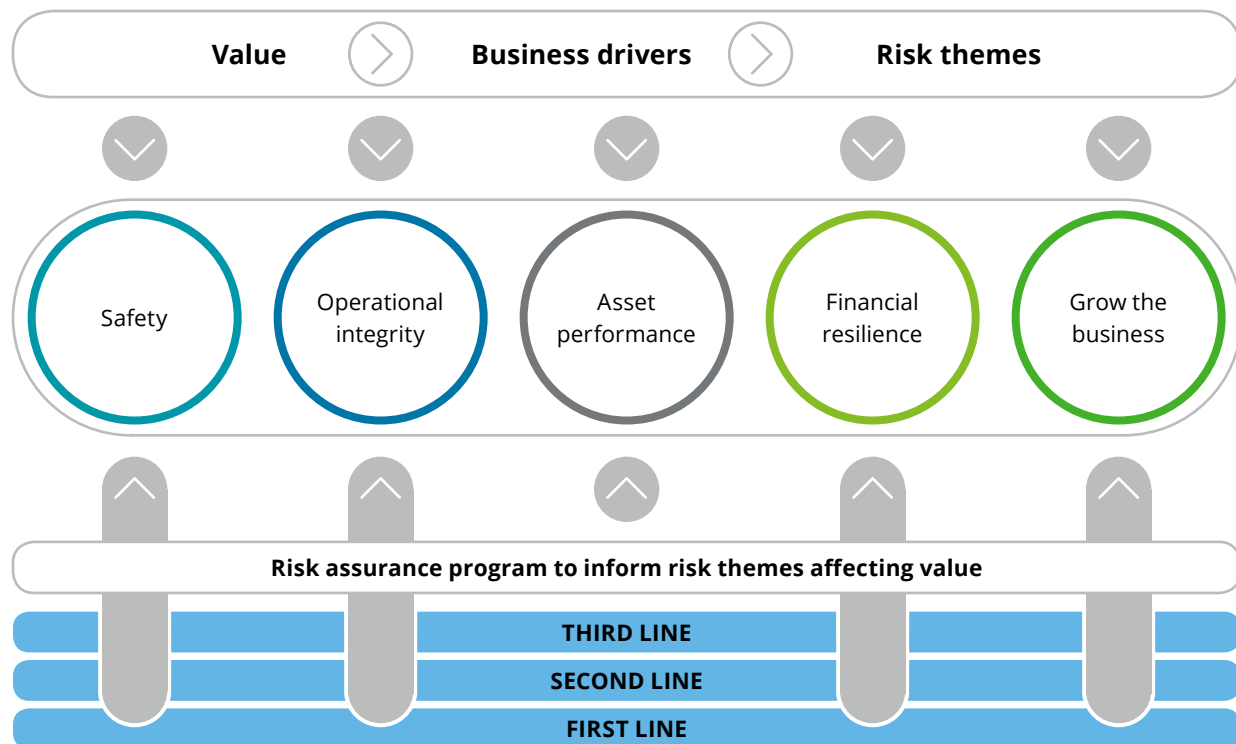 Value Business drivers Risk themes
Safety
Operational
integrity
Asset
performance
Financial
resilience
Grow the
business
Risk assurance program to inform risk themes affecting value
THIRD LINE
SECOND LINE
FIRST LINE